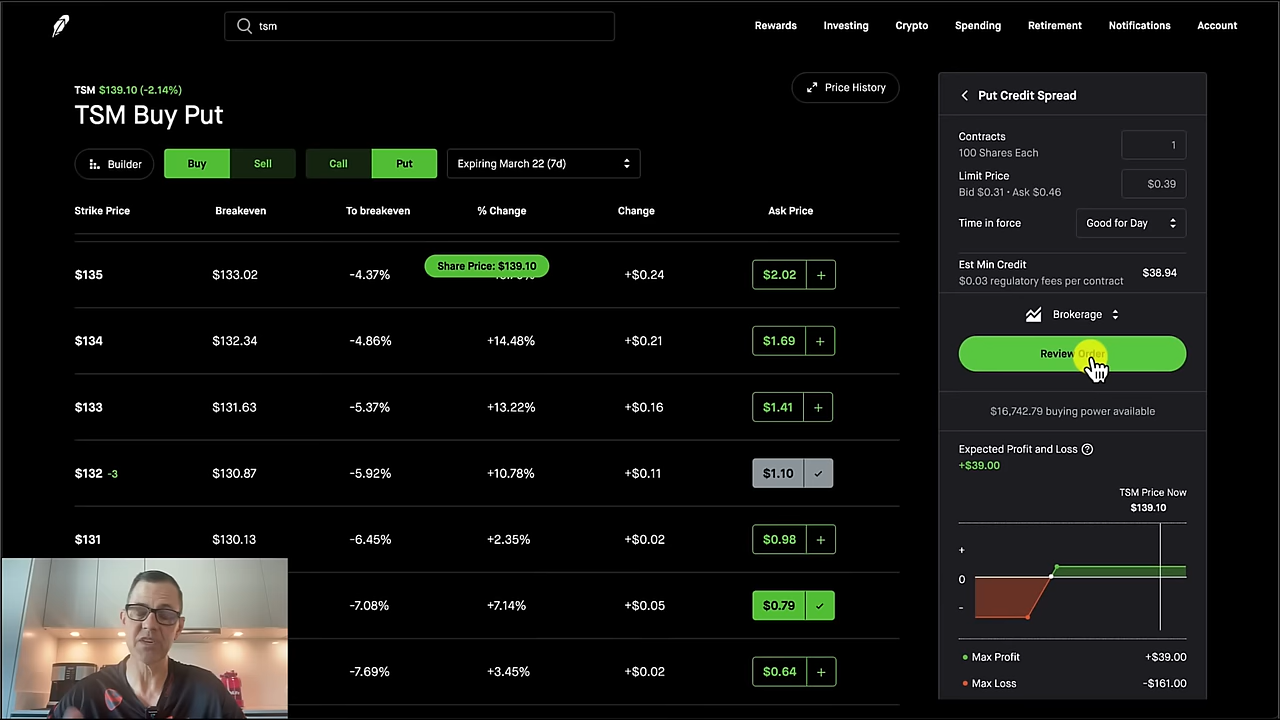 tsm
Rewards
Investing
Crypto
Spending
Retirement
Notifications
Account
TSM $139.10 (-2.14%)
TSM Buy Put
Price History
Builder
Buy
Sell
Call
Put
Expiring March 22 (7d)
Strike Price Breakeven To breakeven % Change Change Ask Price
Share Price: $139.10
$135 $133.02 -4.37% +$0.24 $2.02 +
$134 $132.34 -4.86% +14.48% +$0.21 $1.69 +
$133 $131.63 -5.37% +13.22% +$0.16 $1.41 +
$132 -3 $130.87 -5.92% +10.78% +$0.11 $1.10
$131 $130.13 -6.45% +2.35% +$0.02 $0.98 +
-7.08% +7.14% +$0.05 $0.79
-7.69% +3.45% +$0.02 $0.64 +
Put Credit Spread
Contracts
100 Shares Each
1
Limit Price
Bid $0.31 · Ask $0.46
$0.39
Time in force
Good for Day
Est Min Credit
$0.03 regulatory fees per contract
$38.94
Brokerage
Review Order
$16,742.79 buying power available
Expected Profit and Loss ?
+$39.00
TSM Price Now
$139.10
+
0
-
Max Profit +$39.00
Max Loss -$161.00